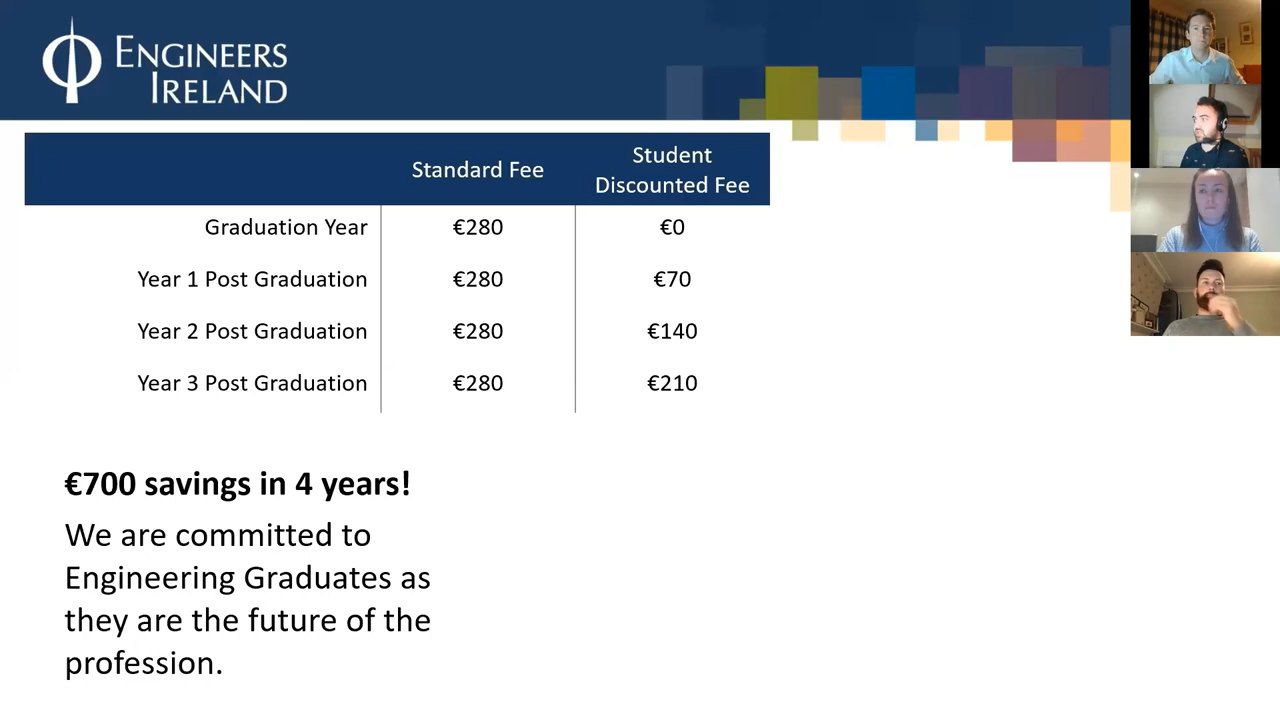 ENGINEERS
IRELAND
Standard Fee
Student
Discounted Fee
Graduation Year €280 €0
Year 1 Post Graduation €280 €70
Year 2 Post Graduation €280 €140
Year 3 Post Graduation €280 €210
€700 savings in 4 years!
We are committed to
Engineering Graduates as
they are the future of the
profession.